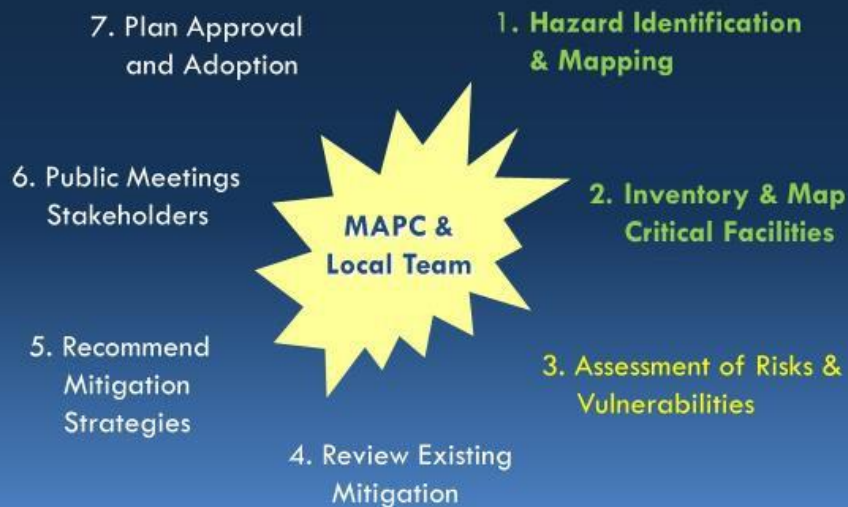 1. Hazard Identification
& Mapping
2. Inventory & Map
Critical Facilities
3. Assessment of Risks &
Vulnerabilities
4. Review Existing
Mitigation
5. Recommend
Mitigation
Strategies
6. Public Meetings
Stakeholders
7. Plan Approval
and Adoption
MAPC &
Local Team